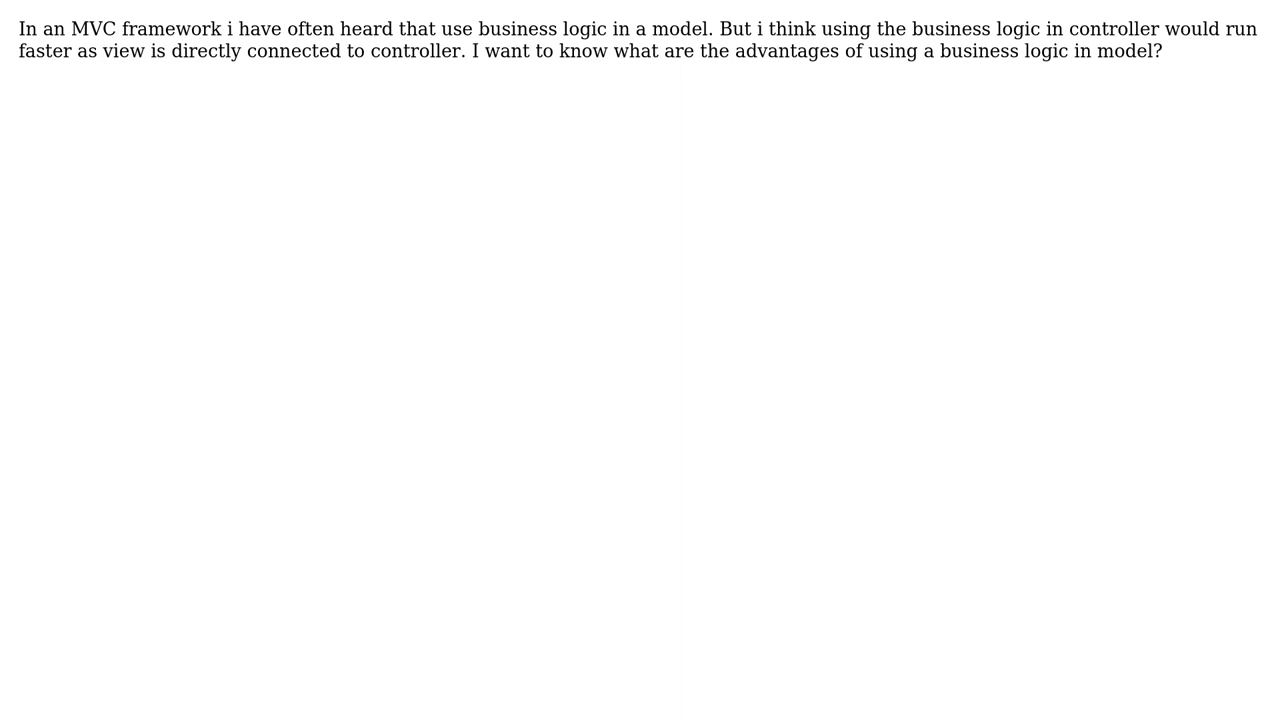 In an MVC framework i have often heard that use business logic in a model. But i think using the business logic in controller would run
faster as view is directly connected to controller. I want to know what are the advantages of using a business logic in model?